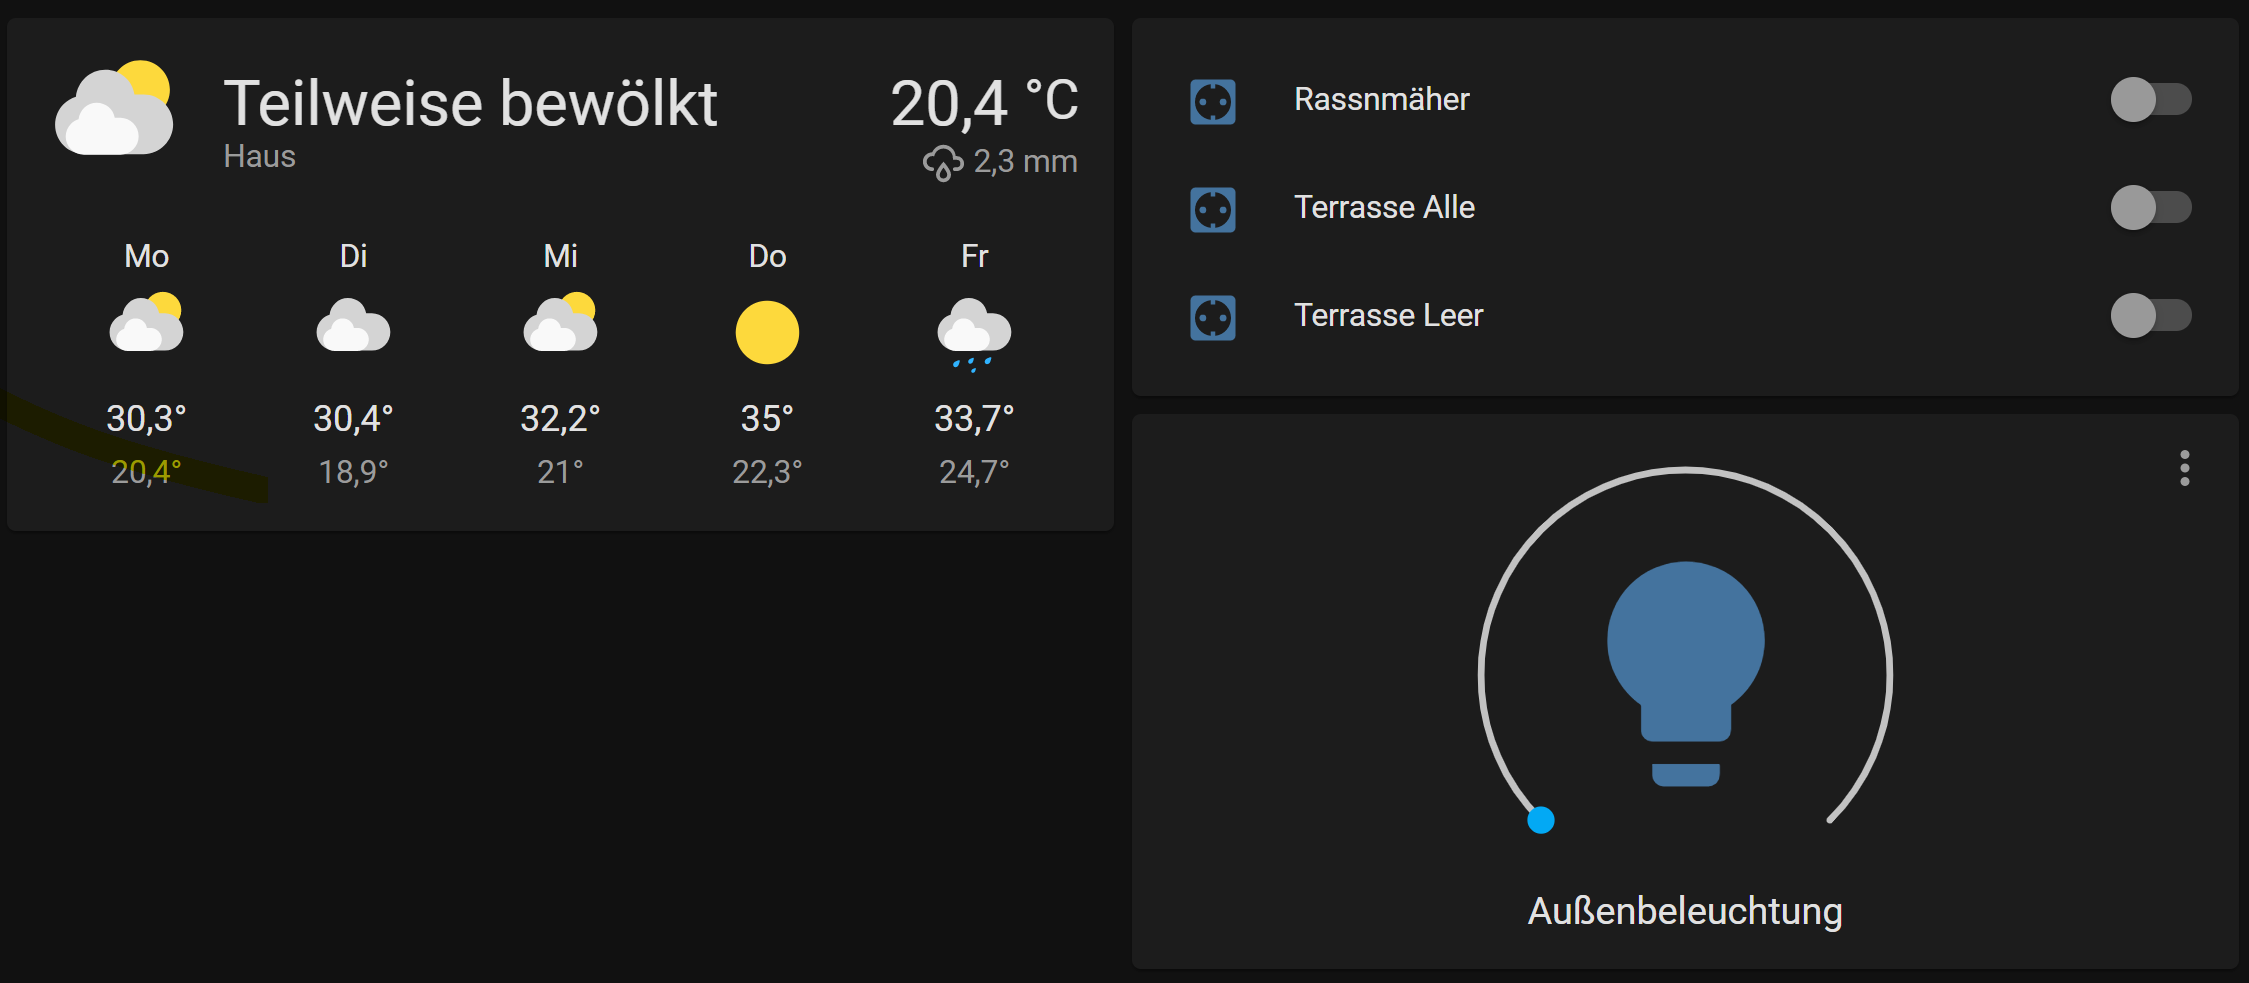 Teilweise bewölkt
Haus
20,4 °C
2,3 mm
Mo Di Mi Do Fr
30,3° 30,4° 32,2° 35° 33,7°
20,4° 18,9° 21° 22,3° 24,7°
Rassnmäher
Terrasse Alle
Terrasse Leer
Außenbeleuchtung